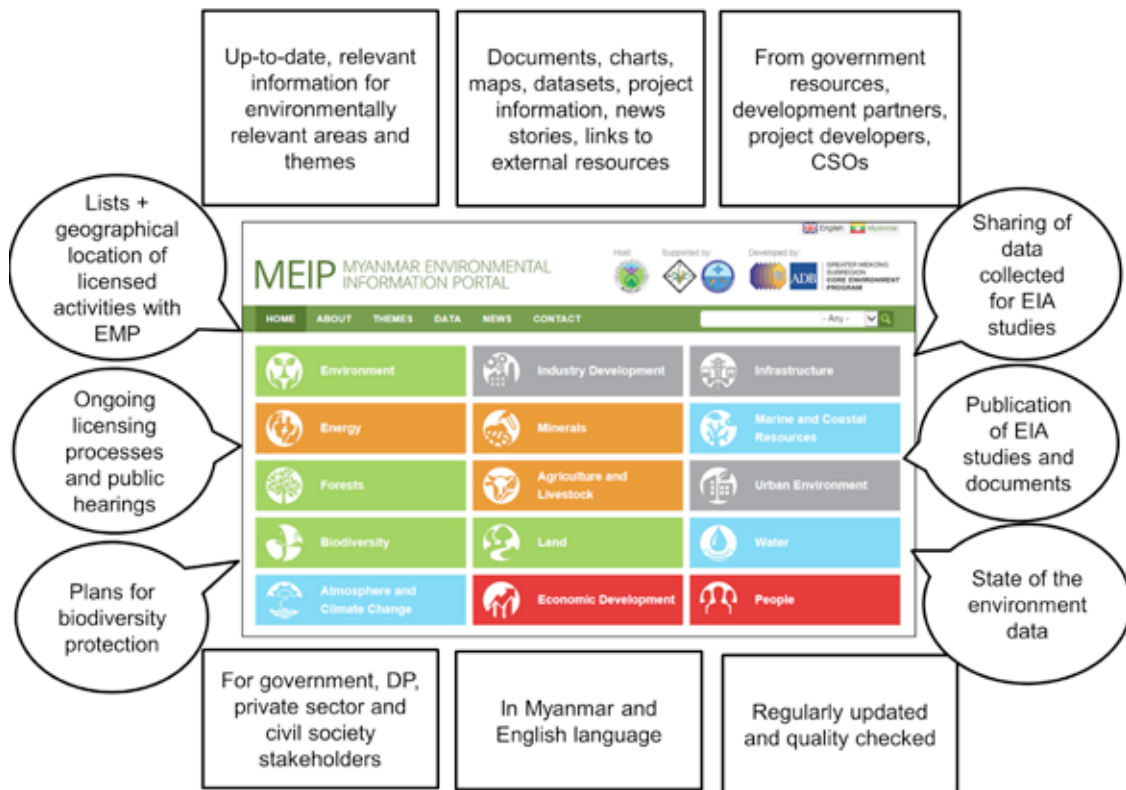 Up-to-date, relevant
information for
environmentally
relevant areas and
themes
Documents, charts,
maps, datasets, project
information, news
stories, links to
external resources
From government
resources,
development partners,
project developers,
CSOs
Lists +
geographical
location of
licensed
activities with
EMP
Ongoing
licensing
processes
and public
hearings
Plans for
biodiversity
protection
English Myanmar
MEIP MYANMAR ENVIRONMENTAL
INFORMATION PORTAL
Host:
Supported by:
Developed by:
ADB
GREATER MEKONG
SUBREGION
CORE ENVIRONMENT
PROGRAM
HOME ABOUT THEMES DATA NEWS CONTACT
- Any -
Environment
Industry Development
Infrastructure
Energy
Minerals
Marine and Coastal
Resources
Forests
Agriculture and
Livestock
Urban Environment
Biodiversity
Land
Water
Atmosphere and
Climate Change
Economic Development
People
Sharing of
data
collected
for EIA
studies
Publication
of EIA
studies and
documents
State of the
environment
data
For government, DP,
private sector and
civil society
stakeholders
In Myanmar and
English language
Regularly updated
and quality checked